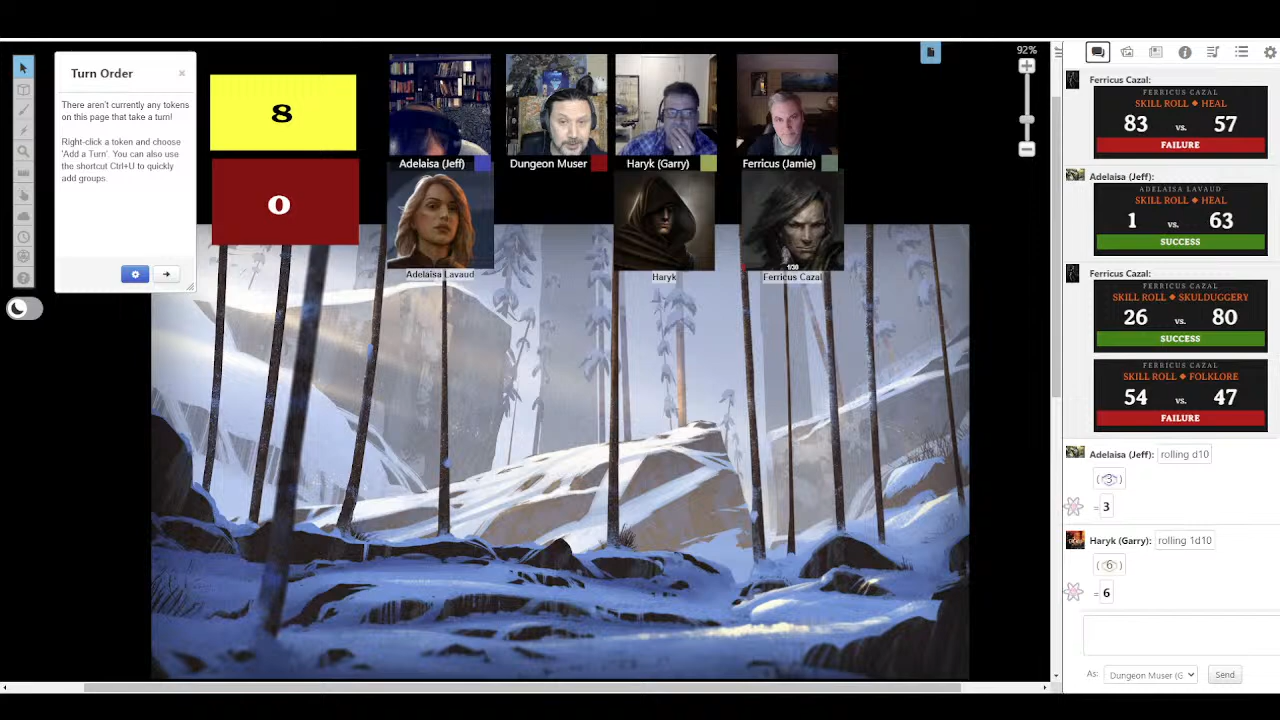 Turn Order
×
There aren't currently any tokens
on this page that take a turn!
Right-click a token and choose
'Add a Turn'. You can also use
the shortcut Ctrl+U to quickly
add groups.
8
0
Adelaisa (Jeff)
Dungeon Muser
Haryk (Garry)
Ferricus (Jamie)
Adelaisa Lavaud
Haryk
1/30
Ferricus Cazal
92%
Ferricus Cazal:
FERRICUS CAZAL
SKILL ROLL ◆ HEAL
83 vs. 57
FAILURE
Adelaisa (Jeff):
ADELAISA LAVAUD
SKILL ROLL ◆ HEAL
1 vs. 63
SUCCESS
Ferricus Cazal:
FERRICUS CAZAL
SKILL ROLL ◆ SKULDUGGERY
26 vs. 80
SUCCESS
FERRICUS CAZAL
SKILL ROLL ◆ FOLKLORE
54 vs. 47
FAILURE
Adelaisa (Jeff): rolling d10
(3)
= 3
Haryk (Garry): rolling 1d10
(6)
= 6
As: Dungeon Muser (G
Send